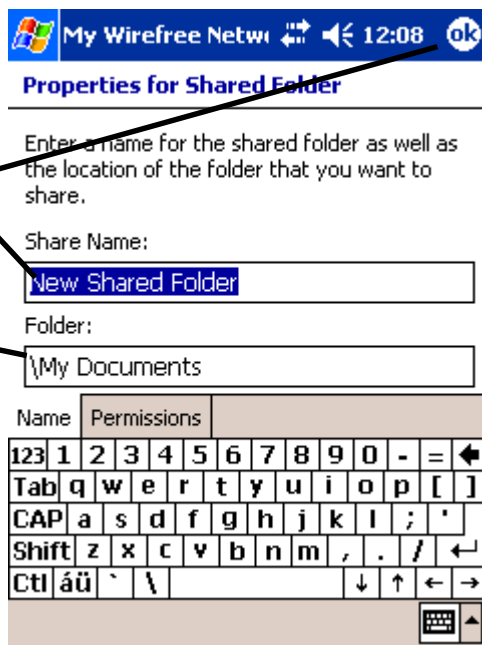 My Wirefree Netw 12:08 ok
Properties for Shared Folder
Enter a name for the shared folder as well as
the location of the folder that you want to
share.
Share Name:
New Shared Folder
Folder:
\My Documents
Name Permissions
123 1 2 3 4 5 6 7 8 9 0 - =
Tab q w e r t y u i o p [ ]
CAP a s d f g h j k l ; '
Shift z x c v b n m , . /
Ctl áü ` \